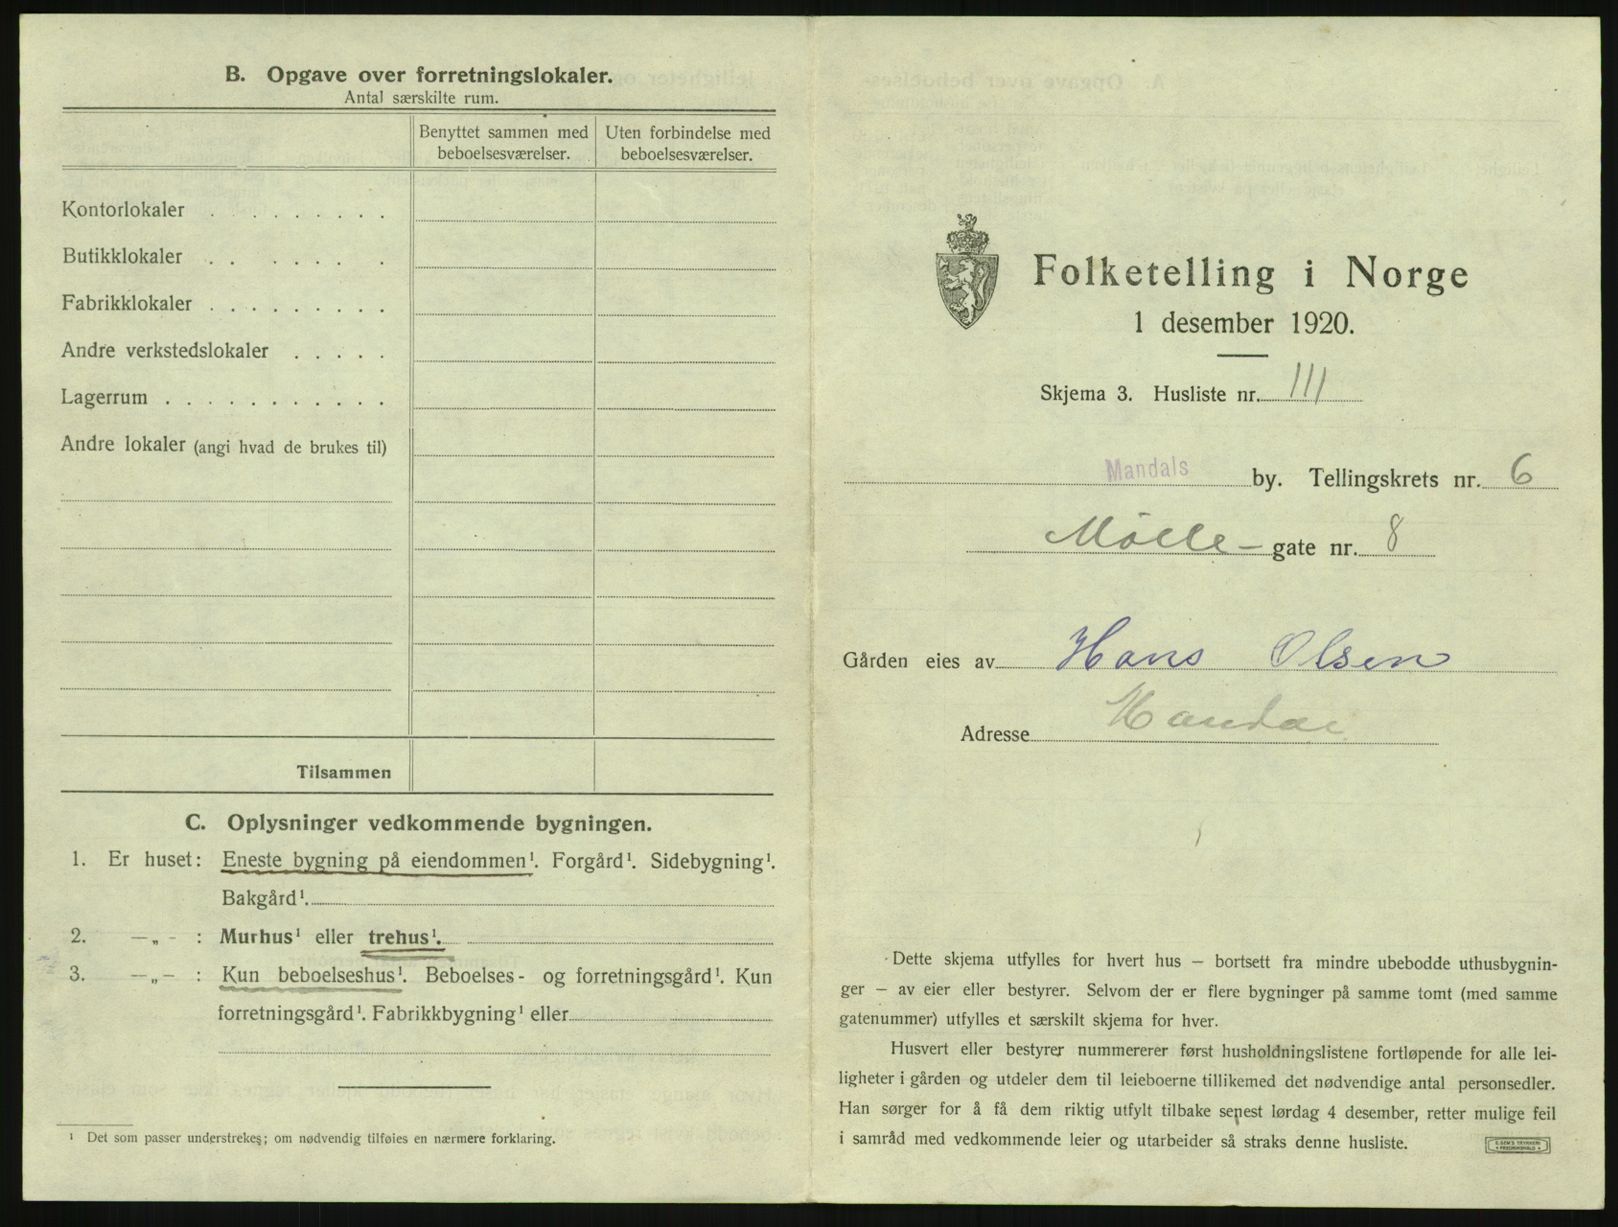 B. Opgave over forretningslokaler.
Antal særskilte rum.
Benyttet sammen med beboelsesværelser.
Uten forbindelse med beboelsesværelser.
Kontorlokaler . . . . . . . . .
Butikklokaler . . . . . . .
Fabrikklokaler . . . . . . . . .
Andre verkstedslokaler . . . . .
Lagerrum . . . . . . . . . . .
Andre lokaler (angi hvad de brukes til)
Tilsammen
C. Oplysninger vedkommende bygningen.
1. Er huset: Eneste bygning på eiendommen¹. Forgård¹. Sidebygning¹.
Bakgård¹.
2. —„- : Murhus¹ eller trehus¹.
3. —„— : Kun beboelseshus¹. Beboelses- og forretningsgård¹. Kun
forretningsgård¹. Fabrikkbygning¹ eller
¹ Det som passer understrekes; om nødvendig tilføies en nærmere forklaring.
Folketelling i Norge
1 desember 1920.
Skjema 3. Husliste nr. 111
Mandals by. Tellingskrets nr. 6
Mølle-gate nr. 8
Gården eies av Hans Olsen
Adresse Mandal
Dette skjema utfylles for hvert hus — bortsett fra mindre ubebodde uthusbygnin-
ger — av eier eller bestyrer. Selvom der er flere bygninger på samme tomt (med samme
gatenummer) utfylles et særskilt skjema for hver.
Husvert eller bestyrer nummererer først husholdningslistene fortløpende for alle lei-
ligheter i gården og utdeler dem til leieboerne tillikemed det nødvendige antal personsedler.
Han sørger for å få dem riktig utfylt tilbake senest lørdag 4 desember, retter mulige feil
i samråd med vedkommende leier og utarbeider så straks denne husliste.